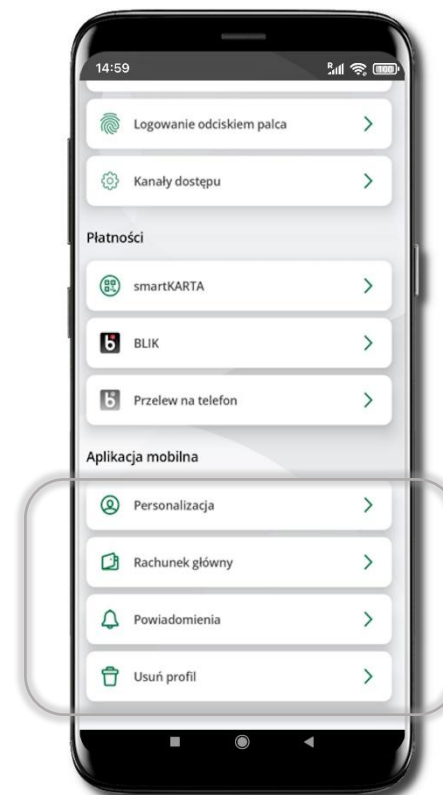 14:59
R
100
Logowanie odciskiem palca
Kanały dostępu
Płatności
smartKARTA
BLIK
Przelew na telefon
Aplikacja mobilna
Personalizacja
Rachunek główny
Powiadomienia
Usuń profil